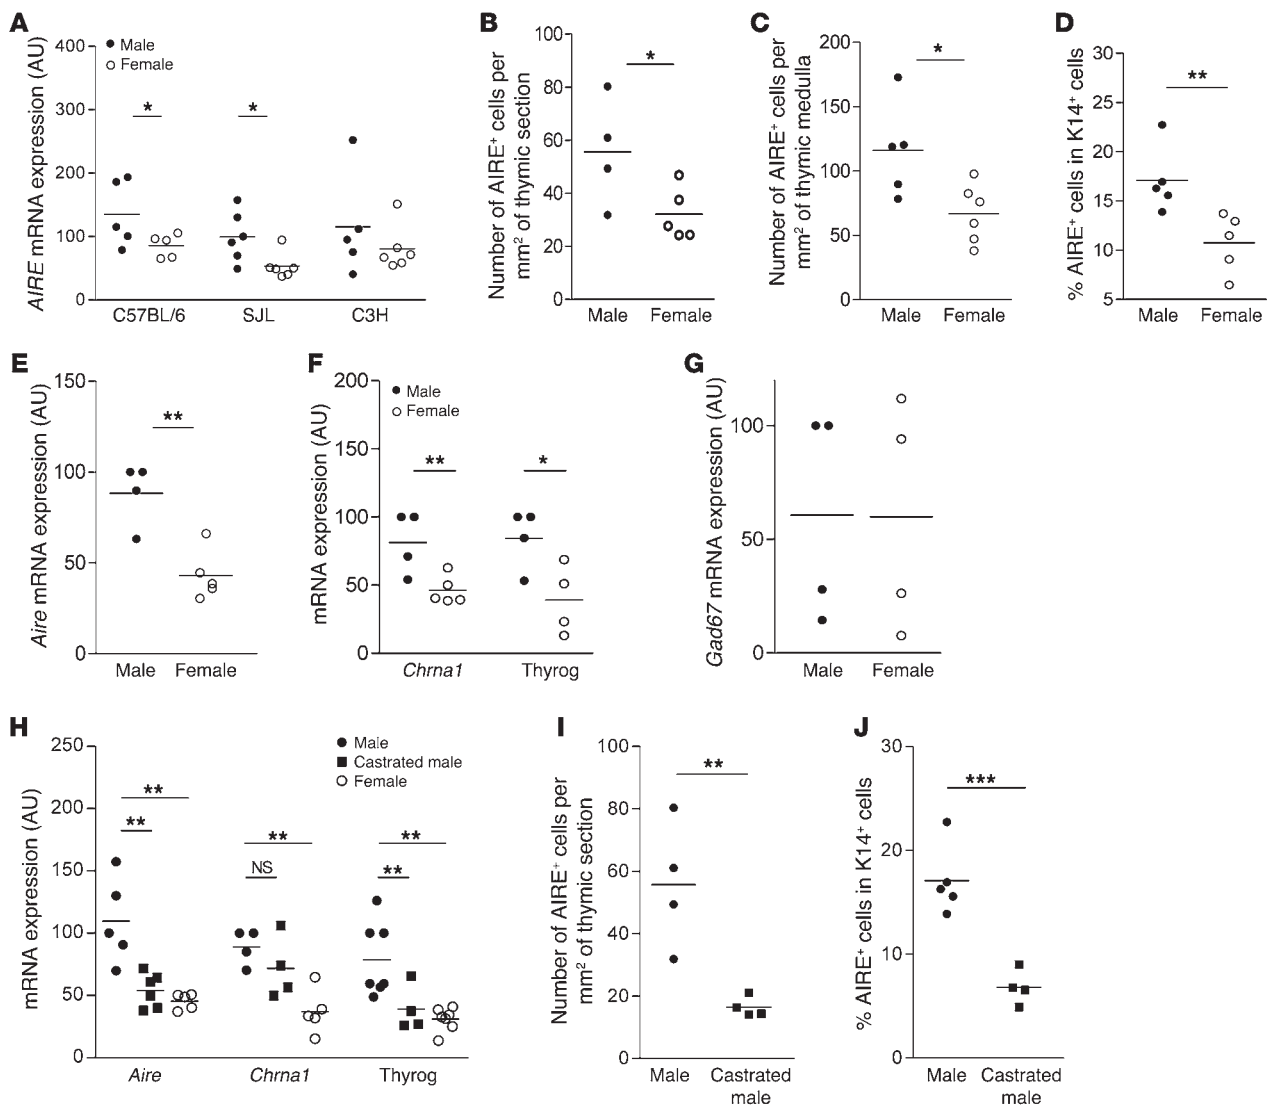 A
AIRE mRNA expression (AU)
400
300
200
100
0
Male
Female
*
*
C57BL/6
SJL
C3H
B
Number of AIRE⁺ cells per
mm² of thymic section
100
80
60
40
20
0
*
Male
Female
C
Number of AIRE⁺ cells per
mm² of thymic medulla
200
150
100
50
0
*
Male
Female
D
% AIRE⁺ cells in K14⁺ cells
30
25
20
15
10
5
**
Male
Female
E
Aire mRNA expression (AU)
150
100
50
0
**
Male
Female
F
mRNA expression (AU)
200
150
100
50
0
Male
Female
**
*
Chrna1
Thyrog
G
Gad67 mRNA expression (AU)
100
50
0
Male
Female
H
mRNA expression (AU)
250
200
150
100
50
0
Male
Castrated male
Female
**
**
**
NS
**
**
Aire
Chrna1
Thyrog
I
Number of AIRE⁺ cells per
mm² of thymic section
100
80
60
40
20
0
**
Male
Castrated
male
J
% AIRE⁺ cells in K14⁺ cells
30
20
10
0
***
Male
Castrated
male